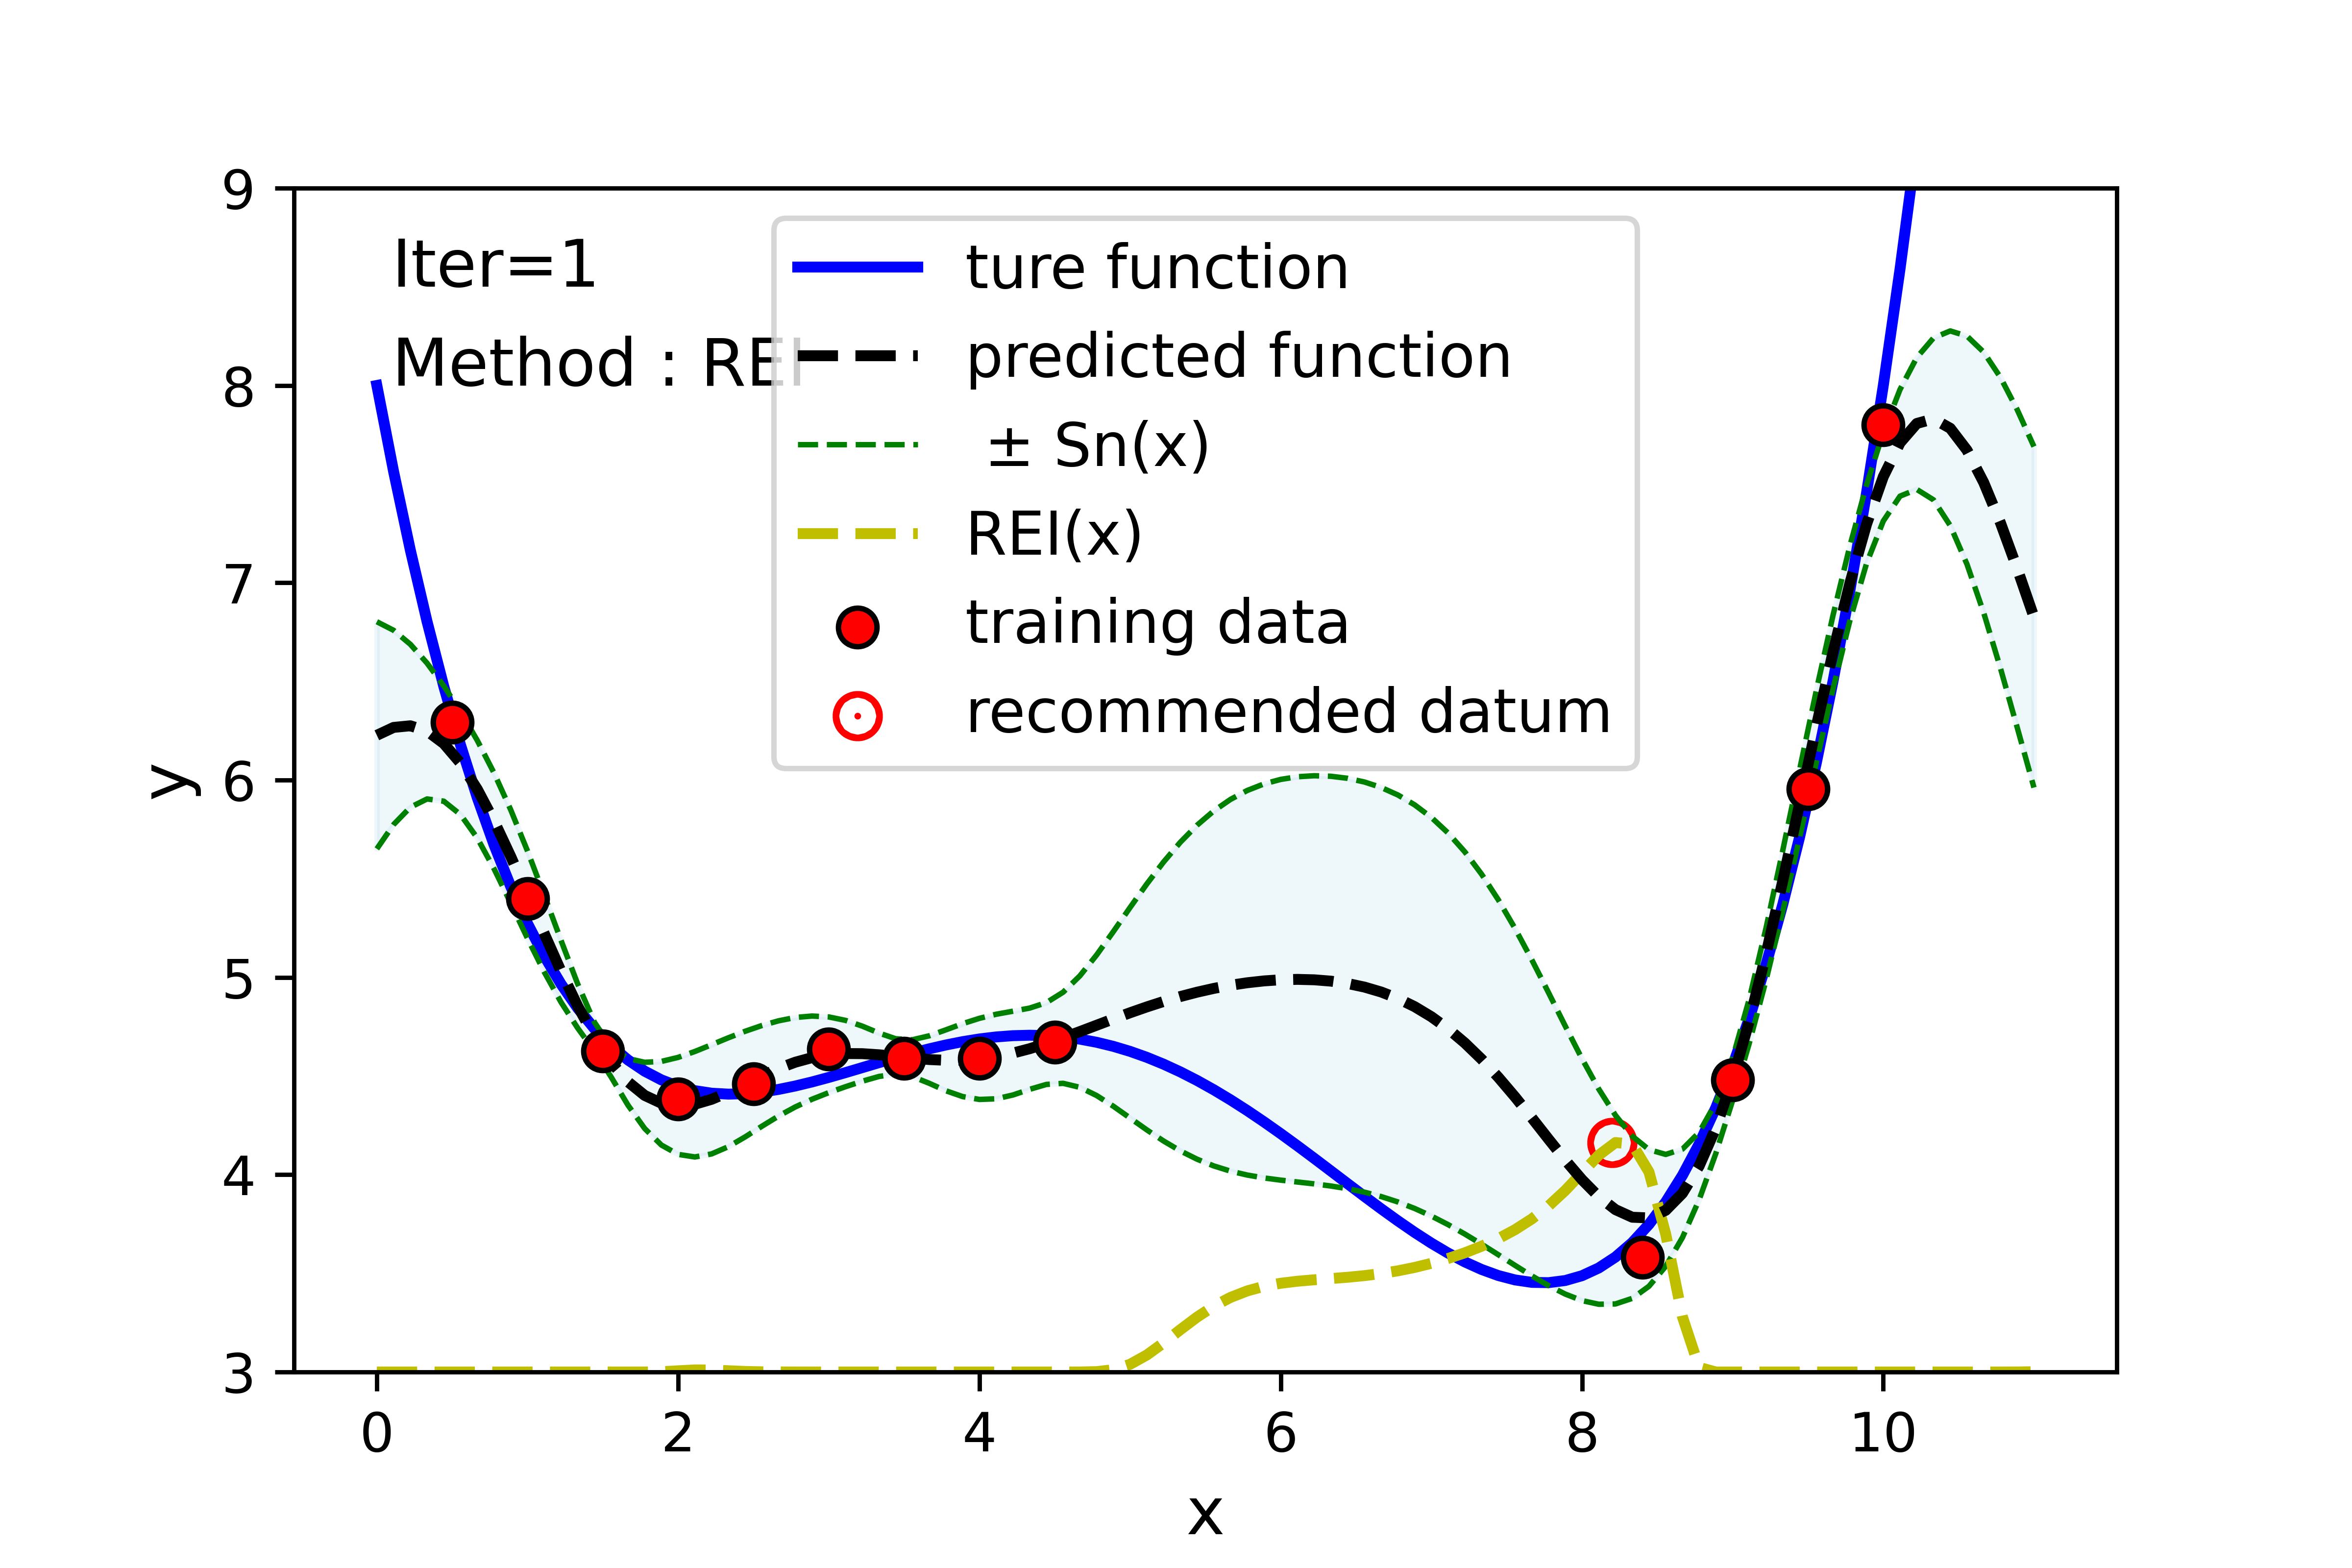 Iter=1
Method : REI
ture function
predicted function
± Sn(x)
REI(x)
training data
recommended datum
y
9
8
7
6
5
4
3
0 2 4 6 8 10
x